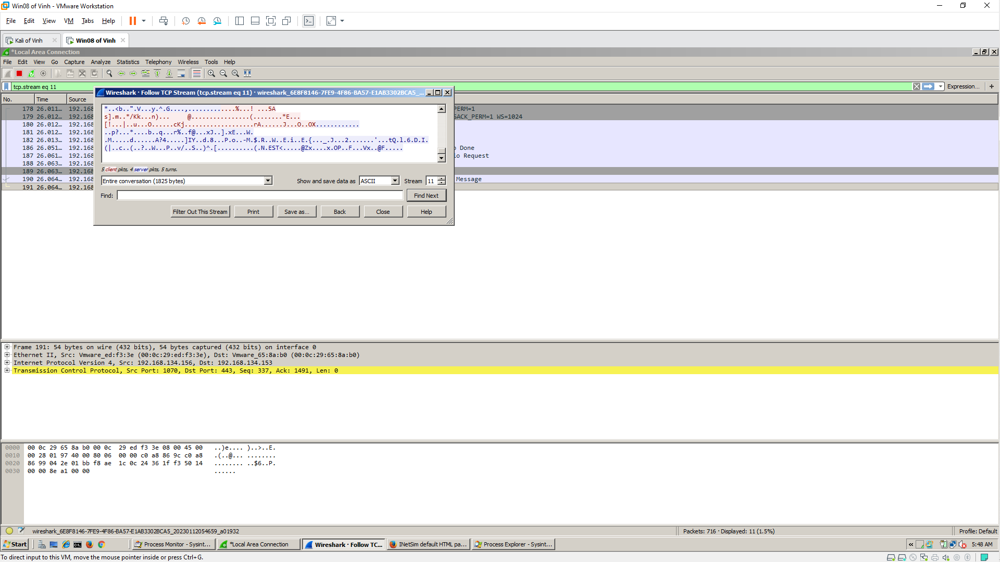 Win08 of Vinh - VMware Workstation
File Edit View VM Tabs Help
Kali of Vinh
Win08 of Vinh
*Local Area Connection
File Edit View Go Capture Analyze Statistics Telephony Wireless Tools Help
tcp.stream eq 11
Expression... +
No. Time Source
178 26.011... 192.168
179 26.012... 192.168
180 26.012... 192.168
181 26.012... 192.168
182 26.013... 192.168
186 26.051... 192.168
187 26.061... 192.168
188 26.063... 192.168
189 26.063... 192.168
190 26.064... 192.168
191 26.064... 192.168
PERM=1
SACK_PERM=1 WS=1024
Done
o Request
Message
Wireshark · Follow TCP Stream (tcp.stream eq 11) · wireshark_6E8F8146-7FE9-4F86-BA57-E1AB3302BCA5_...
*..<b..".V...y.^.G....,.............%...! ...5A
s].m..*/Kk...n)... @................(........*E...
[!...|..u...O......cKj....................rA......J...O..OX............
..p?...*....b..q...r%..f@...xJ..].xE...W.
.M.....d......A?4.....]IY..d.8...P.o..-M.$.R..W..E.i..E.{..._.J...2.......'...tQ.l.6.D.I.
(|..c..(..?..W...P..v/..S..)^.[..........(.N.EST<.....@Zx....x.OP..F...Vx..@F.....
5 client pkts, 4 server pkts, 5 turns.
Entire conversation (1825 bytes)
Show and save data as ASCII Stream 11
Find: Find Next
Filter Out This Stream Print Save as... Back Close Help
Frame 191: 54 bytes on wire (432 bits), 54 bytes captured (432 bits) on interface 0
Ethernet II, Src: Vmware_ed:f3:3e (00:0c:29:ed:f3:3e), Dst: Vmware_65:8a:b0 (00:0c:29:65:8a:b0)
Internet Protocol Version 4, Src: 192.168.134.156, Dst: 192.168.134.153
Transmission Control Protocol, Src Port: 1070, Dst Port: 443, Seq: 337, Ack: 1491, Len: 0
0000 00 0c 29 65 8a b0 00 0c 29 ed f3 3e 08 00 45 00 ..)e.... )..>..E.
0010 00 28 01 97 40 00 80 06 00 00 c0 a8 86 9c c0 a8 .(..@... ........
0020 86 99 04 2e 01 bb f8 ae 1c 0c 24 36 1f f3 50 14 ........ ..$6..P.
0030 00 00 8e a1 00 00 ......
wireshark_6E8F8146-7FE9-4F86-BA57-E1AB3302BCA5_20230112054659_a01932
Packets: 716 · Displayed: 11 (1.5%)
Profile: Default
Start
Process Monitor - Sysint...
*Local Area Connection
Wireshark · Follow TC...
INetSim default HTML pa...
Process Explorer - Sysint...
5:48 AM
To direct input to this VM, move the mouse pointer inside or press Ctrl+G.